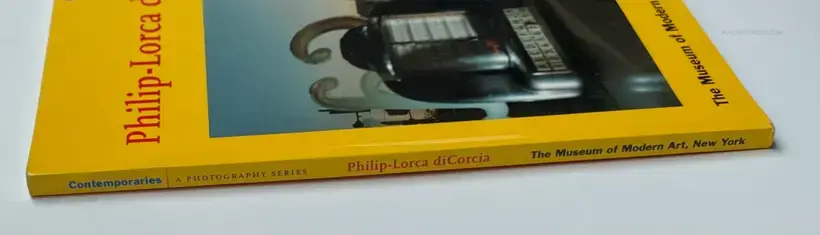 Philip-Lorca d
The Museum of Modern
Contemporaries A PHOTOGRAPHY SERIES Philip-Lorca diCorcia The Museum of Modern Art, New York